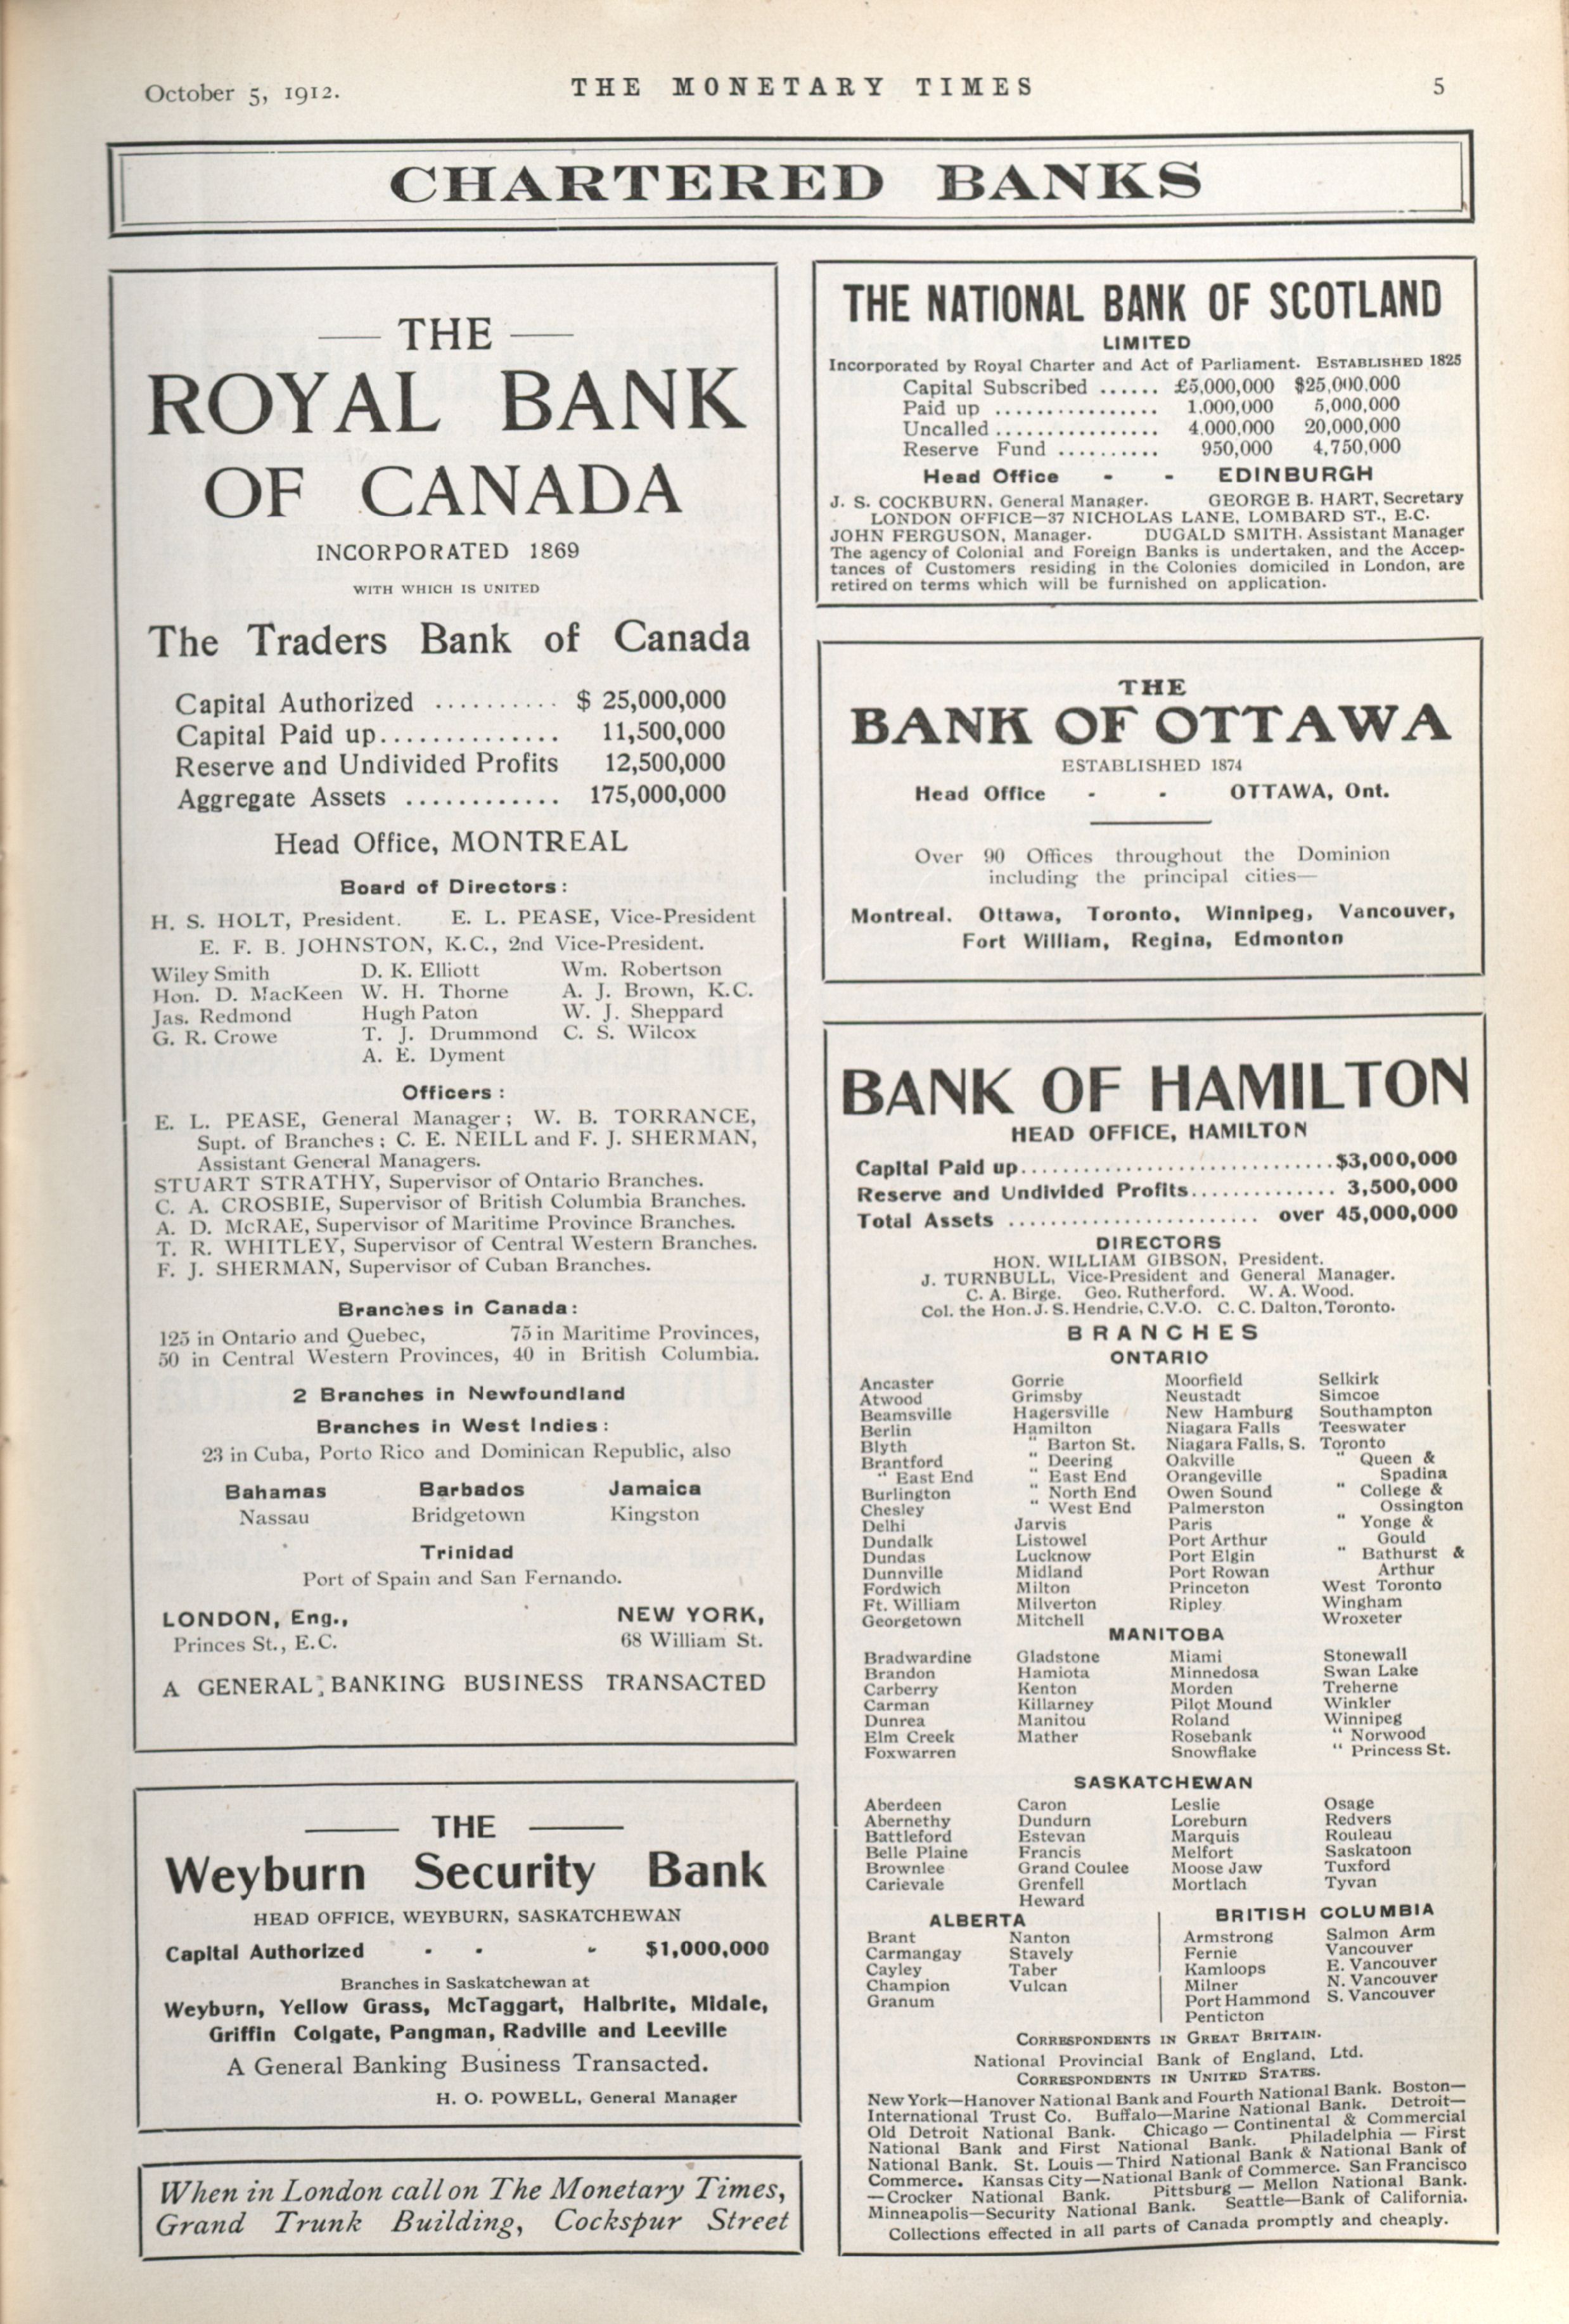 October 5, 1912.
THE MONETARY TIMES
5
CHARTERED BANKS
THE
ROYAL BANK
OF CANADA
INCORPORATED 1869
WITH WHICH IS UNITED
The Traders Bank of Canada
Capital Authorized .......... $ 25,000,000
Capital Paid up.............. 11,500,000
Reserve and Undivided Profits 12,500,000
Aggregate Assets ............ 175,000,000
Head Office, MONTREAL
Board of Directors:
H. S. HOLT, President. E. L. PEASE, Vice-President
E. F. B. JOHNSTON, K.C., 2nd Vice-President.
Wiley Smith D. K. Elliott Wm. Robertson
Hon. D. MacKeen W. H. Thorne A. J. Brown, K.C.
Jas. Redmond Hugh Paton W. J. Sheppard
G. R. Crowe T. J. Drummond C. S. Wilcox
A. E. Dyment
Officers:
E. L. PEASE, General Manager; W. B. TORRANCE,
Supt. of Branches; C. E. NEILL and F. J. SHERMAN,
Assistant General Managers.
STUART STRATHY, Supervisor of Ontario Branches.
C. A. CROSBIE, Supervisor of British Columbia Branches.
A. D. McRAE, Supervisor of Maritime Province Branches.
T. R. WHITLEY, Supervisor of Central Western Branches.
F. J. SHERMAN, Supervisor of Cuban Branches.
Branches in Canada:
125 in Ontario and Quebec, 75 in Maritime Provinces,
50 in Central Western Provinces, 40 in British Columbia.
2 Branches in Newfoundland
Branches in West Indies:
23 in Cuba, Porto Rico and Dominican Republic, also
Bahamas Barbados Jamaica
Nassau Bridgetown Kingston
Trinidad
Port of Spain and San Fernando.
LONDON, Eng., NEW YORK,
Princes St., E.C. 68 William St.
A GENERAL BANKING BUSINESS TRANSACTED
THE
Weyburn Security Bank
HEAD OFFICE, WEYBURN, SASKATCHEWAN
Capital Authorized - - - $1,000,000
Branches in Saskatchewan at
Weyburn, Yellow Grass, McTaggart, Halbrite, Midale,
Griffin Colgate, Pangman, Radville and Leeville
A General Banking Business Transacted.
H. O. POWELL, General Manager
When in London call on The Monetary Times,
Grand Trunk Building, Cockspur Street
THE NATIONAL BANK OF SCOTLAND
LIMITED
Incorporated by Royal Charter and Act of Parliament. ESTABLISHED 1825
Capital Subscribed ...... £5,000,000 $25,000,000
Paid up ................ 1,000,000 5,000,000
Uncalled ................ 4,000,000 20,000,000
Reserve Fund .......... 950,000 4,750,000
Head Office - - EDINBURGH
J. S. COCKBURN, General Manager. GEORGE B. HART, Secretary
LONDON OFFICE—37 NICHOLAS LANE, LOMBARD ST., E.C.
JOHN FERGUSON, Manager. DUGALD SMITH, Assistant Manager
The agency of Colonial and Foreign Banks is undertaken, and the Accep-
tances of Customers residing in the Colonies domiciled in London, are
retired on terms which will be furnished on application.
THE
BANK OF OTTAWA
ESTABLISHED 1874
Head Office - - OTTAWA, Ont.
Over 90 Offices throughout the Dominion
including the principal cities—
Montreal, Ottawa, Toronto, Winnipeg, Vancouver,
Fort William, Regina, Edmonton
BANK OF HAMILTON
HEAD OFFICE, HAMILTON
Capital Paid up..............................$3,000,000
Reserve and Undivided Profits.............. 3,500,000
Total Assets ........................ over 45,000,000
DIRECTORS
HON. WILLIAM GIBSON, President.
J. TURNBULL, Vice-President and General Manager.
C. A. Birge. Geo. Rutherford. W. A. Wood.
Col. the Hon. J. S. Hendrie, C.V.O. C. C. Dalton, Toronto.
BRANCHES
ONTARIO
Ancaster Gorrie Moorfield Selkirk
Atwood Grimsby Neustadt Simcoe
Beamsville Hagersville New Hamburg Southampton
Berlin Hamilton Niagara Falls Teeswater
Blyth " Barton St. Niagara Falls, S. Toronto
Brantford " Deering Oakville " Queen &
" East End " East End Orangeville Spadina
Burlington " North End Owen Sound " College &
Chesley " West End Palmerston Ossington
Delhi Jarvis Paris " Yonge &
Dundalk Listowel Port Arthur Gould
Dundas Lucknow Port Elgin " Bathurst &
Dunnville Midland Port Rowan Arthur
Fordwich Milton Princeton West Toronto
Ft. William Milverton Ripley Wingham
Georgetown Mitchell Wroxeter
MANITOBA
Bradwardine Gladstone Miami Stonewall
Brandon Hamiota Minnedosa Swan Lake
Carberry Kenton Morden Treherne
Carman Killarney Pilot Mound Winkler
Dunrea Manitou Roland Winnipeg
Elm Creek Mather Rosebank " Norwood
Foxwarren Snowflake " Princess St.
SASKATCHEWAN
Aberdeen Caron Leslie Osage
Abernethy Dundurn Loreburn Redvers
Battleford Estevan Marquis Rouleau
Belle Plaine Francis Melfort Saskatoon
Brownlee Grand Coulee Moose Jaw Tuxford
Carievale Grenfell Mortlach Tyvan
Heward
ALBERTA
Brant Nanton
Carmangay Stavely
Cayley Taber
Champion Vulcan
Granum
BRITISH COLUMBIA
Armstrong Salmon Arm
Fernie Vancouver
Kamloops E. Vancouver
Milner N. Vancouver
Port Hammond S. Vancouver
Penticton
CORRESPONDENTS IN GREAT BRITAIN.
National Provincial Bank of England, Ltd.
CORRESPONDENTS IN UNITED STATES.
New York—Hanover National Bank and Fourth National Bank. Boston—
International Trust Co. Buffalo—Marine National Bank. Detroit—
Old Detroit National Bank. Chicago — Continental & Commercial
National Bank and First National Bank. Philadelphia — First
National Bank. St. Louis—Third National Bank & National Bank of
Commerce. Kansas City—National Bank of Commerce. San Francisco
—Crocker National Bank. Pittsburg — Mellon National Bank.
Minneapolis—Security National Bank. Seattle—Bank of California.
Collections effected in all parts of Canada promptly and cheaply.